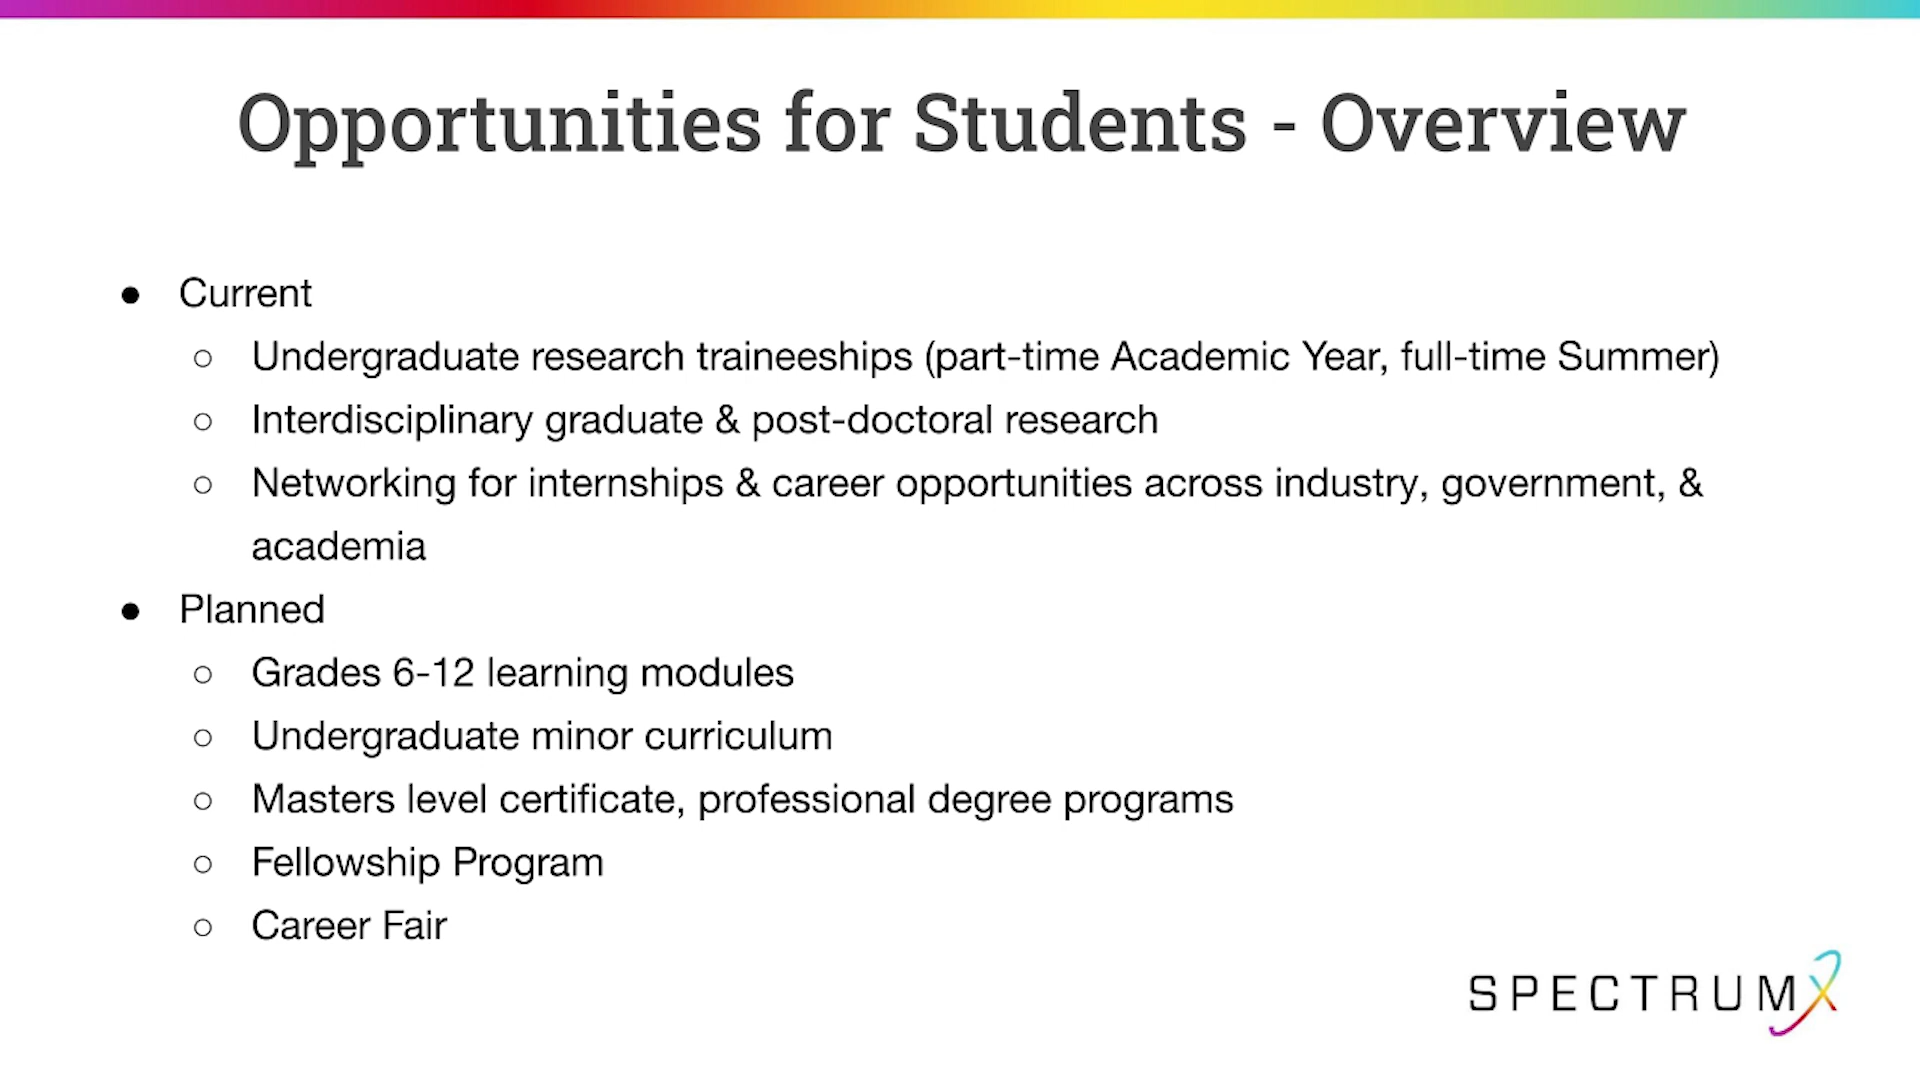 Opportunities for Students - Overview
● Current
○ Undergraduate research traineeships (part-time Academic Year, full-time Summer)
○ Interdisciplinary graduate & post-doctoral research
○ Networking for internships & career opportunities across industry, government, &
academia
● Planned
○ Grades 6-12 learning modules
○ Undergraduate minor curriculum
○ Masters level certificate, professional degree programs
○ Fellowship Program
○ Career Fair
SPECTRUMX